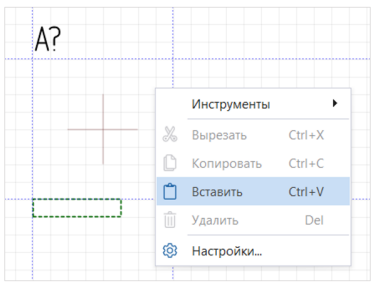 A?
Инструменты
Вырезать Ctrl+X
Копировать Ctrl+C
Вставить Ctrl+V
Удалить Del
Настройки...